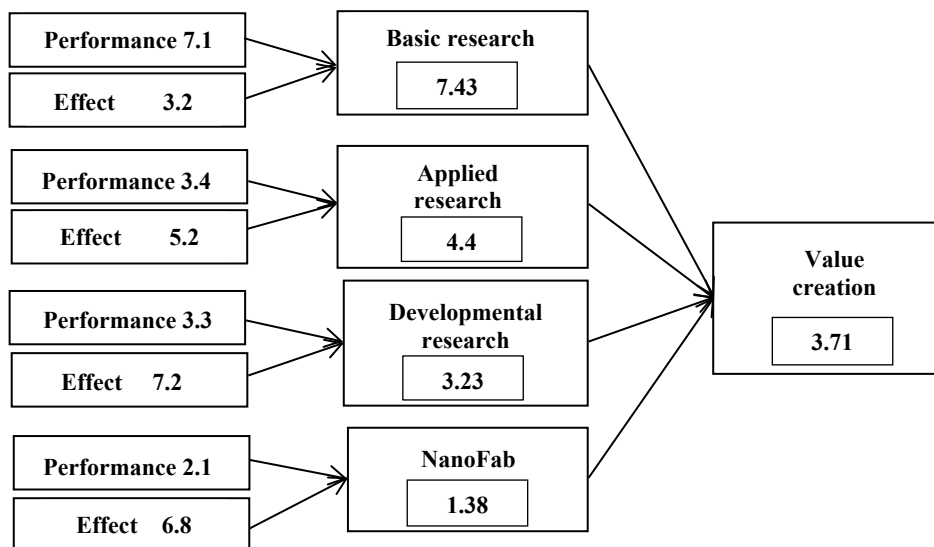 Performance 7.1
Effect 3.2
Basic research
7.43
Performance 3.4
Effect 5.2
Applied
research
4.4
Performance 3.3
Effect 7.2
Developmental
research
3.23
Performance 2.1
Effect 6.8
NanoFab
1.38
Value
creation
3.71